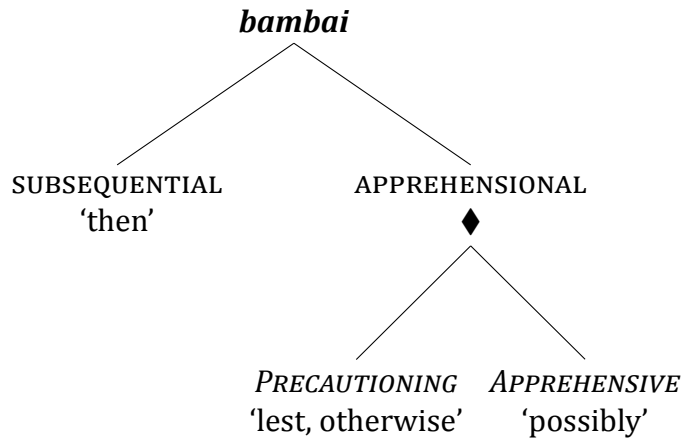 bambai
SUBSEQUENTIAL APPREHENSIONAL
‘then’ ♦
PRECAUTIONING APPREHENSIVE
‘lest, otherwise’ ‘possibly’